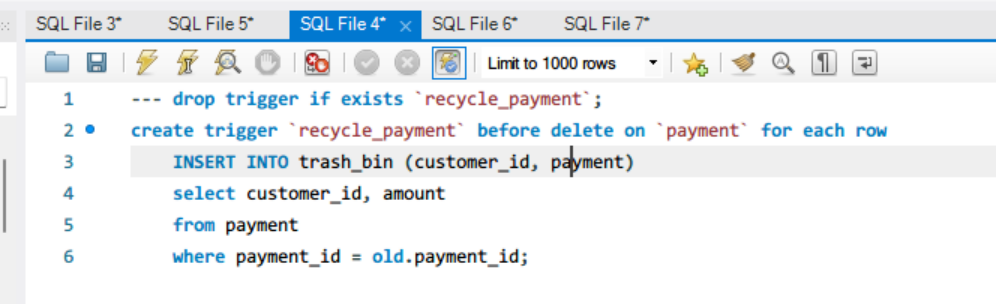 SQL File 3* SQL File 5* SQL File 4* SQL File 6* SQL File 7*
Limit to 1000 rows
1 --- drop trigger if exists `recycle_payment`;
2 create trigger `recycle_payment` before delete on `payment` for each row
3 INSERT INTO trash_bin (customer_id, payment)
4 select customer_id, amount
5 from payment
6 where payment_id = old.payment_id;